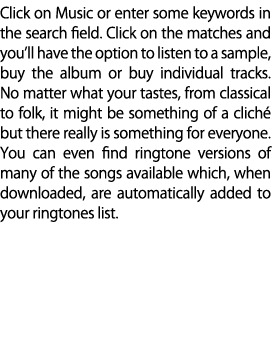 Click on Music or enter some keywords in
the search field. Click on the matches and
you'll have the option to listen to a sample,
buy the album or buy individual tracks.
No matter what your tastes, from classical
to folk, it might be something of a cliché
but there really is something for everyone.
You can even find ringtone versions of
many of the songs available which, when
downloaded, are automatically added to
your ringtones list.